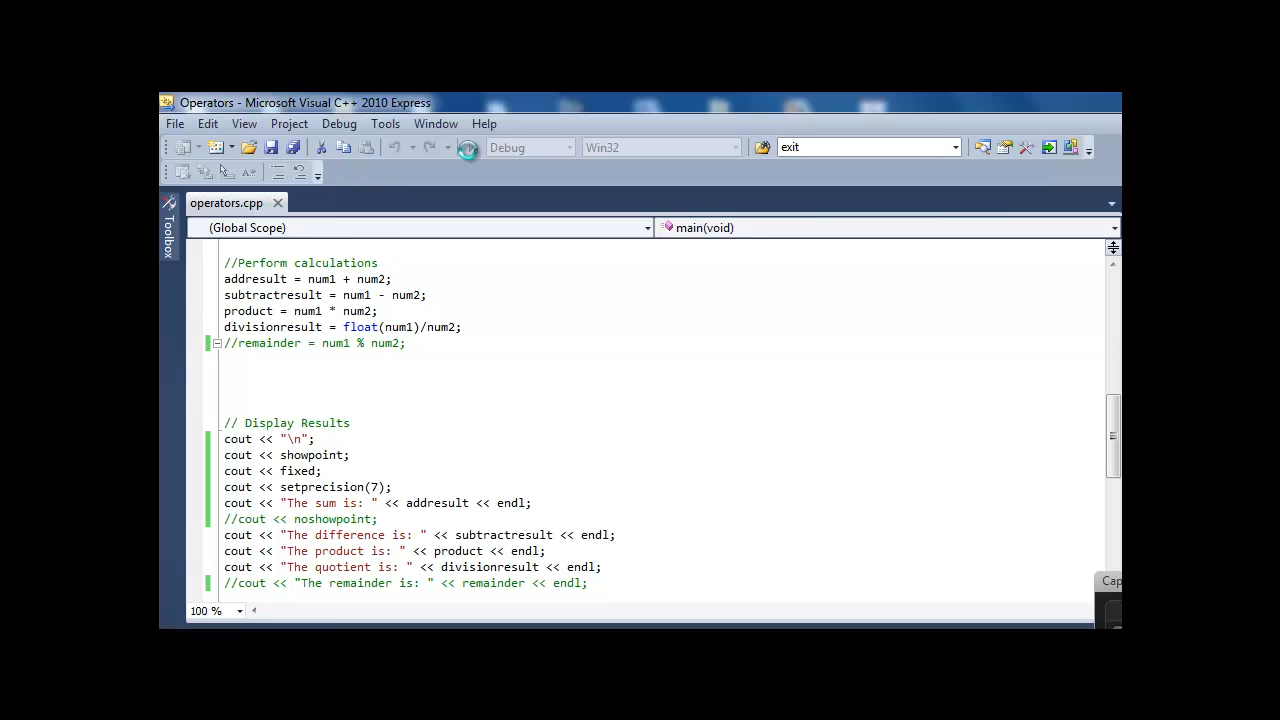 Operators - Microsoft Visual C++ 2010 Express
File Edit View Project Debug Tools Window Help
Debug Win32 exit
operators.cpp
Toolbox
(Global Scope) main(void)
//Perform calculations
addresult = num1 + num2;
subtractresult = num1 - num2;
product = num1 * num2;
divisionresult = float(num1)/num2;
//remainder = num1 % num2;
// Display Results
cout << "\n";
cout << showpoint;
cout << fixed;
cout << setprecision(7);
cout << "The sum is: " << addresult << endl;
//cout << noshowpoint;
cout << "The difference is: " << subtractresult << endl;
cout << "The product is: " << product << endl;
cout << "The quotient is: " << divisionresult << endl;
//cout << "The remainder is: " << remainder << endl;
Cap
100 %